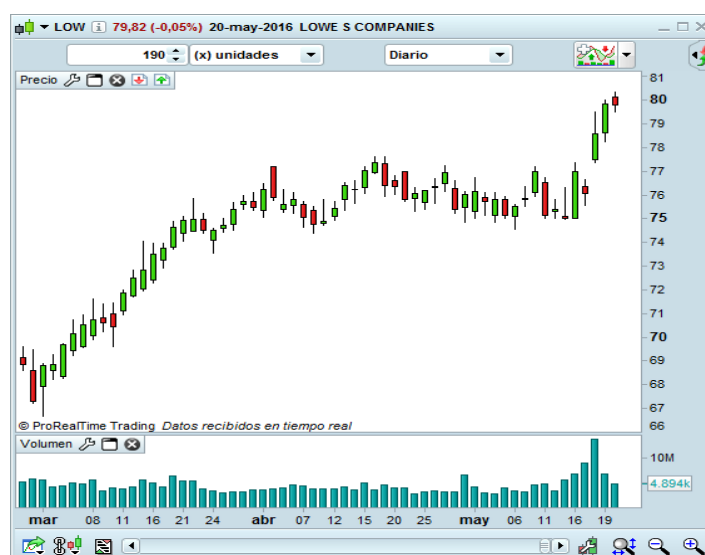 LOW 79,82 (-0,05%) 20-may-2016 LOWE S COMPANIES
190 (x) unidades Diario
Precio
81
80
79
78
77
76
75
74
73
72
71
70
69
68
67
66
© ProRealTime Trading Datos recibidos en tiempo real
Volumen
10M
4.894k
mar 08 11 16 21 24 abr 07 12 15 20 25 may 06 11 16 19